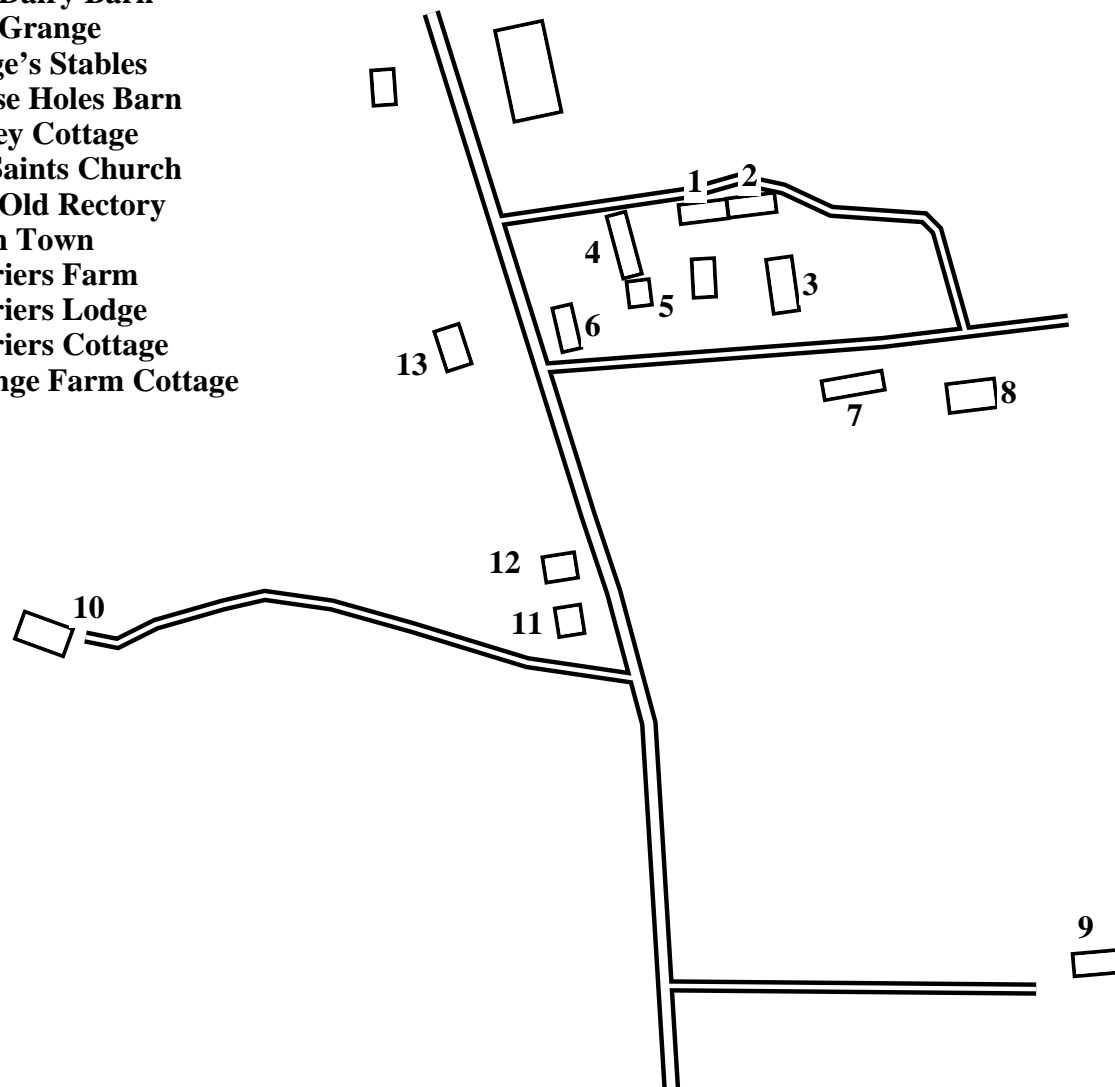 Dairy Barn
Grange
ge’s Stables
se Holes Barn
ey Cottage
Saints Church
Old Rectory
n Town
riers Farm
riers Lodge
riers Cottage
nge Farm Cottage
1
2
4
3
5
6
13
8
7
12
10
11
9